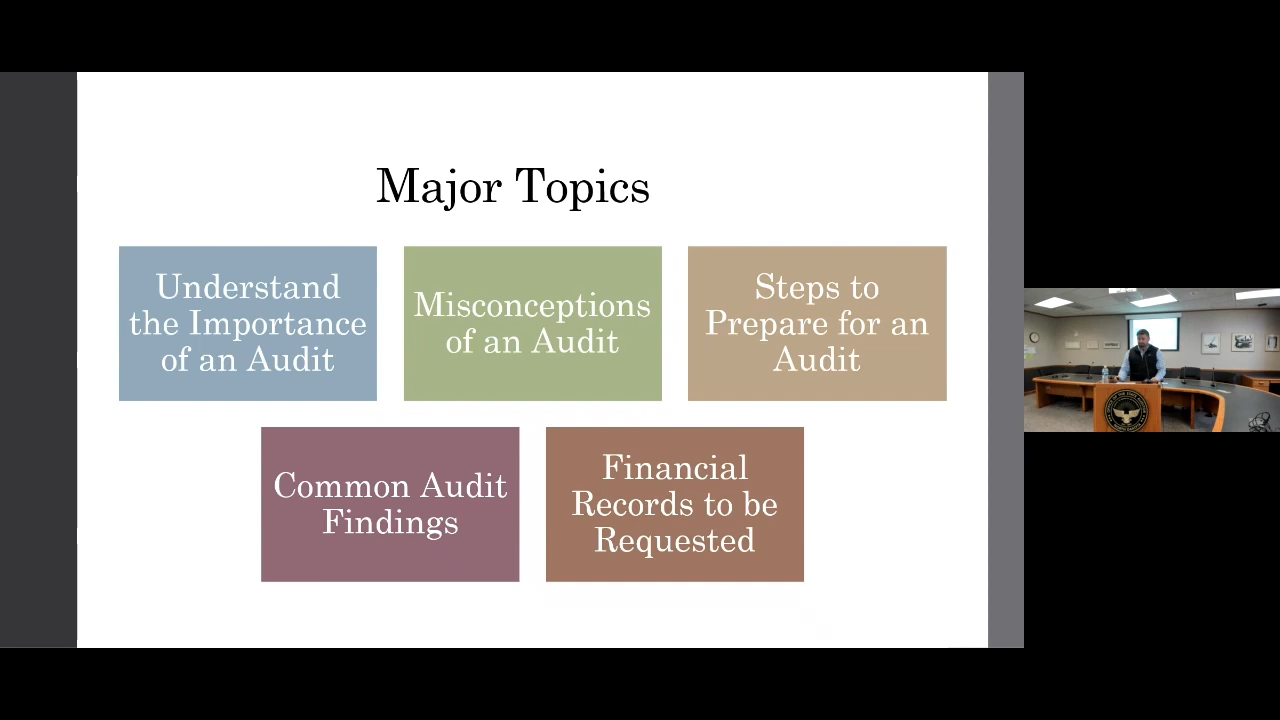 Major Topics
Understand
the Importance
of an Audit
Misconceptions
of an Audit
Steps to
Prepare for an
Audit
Common Audit
Findings
Financial
Records to be
Requested